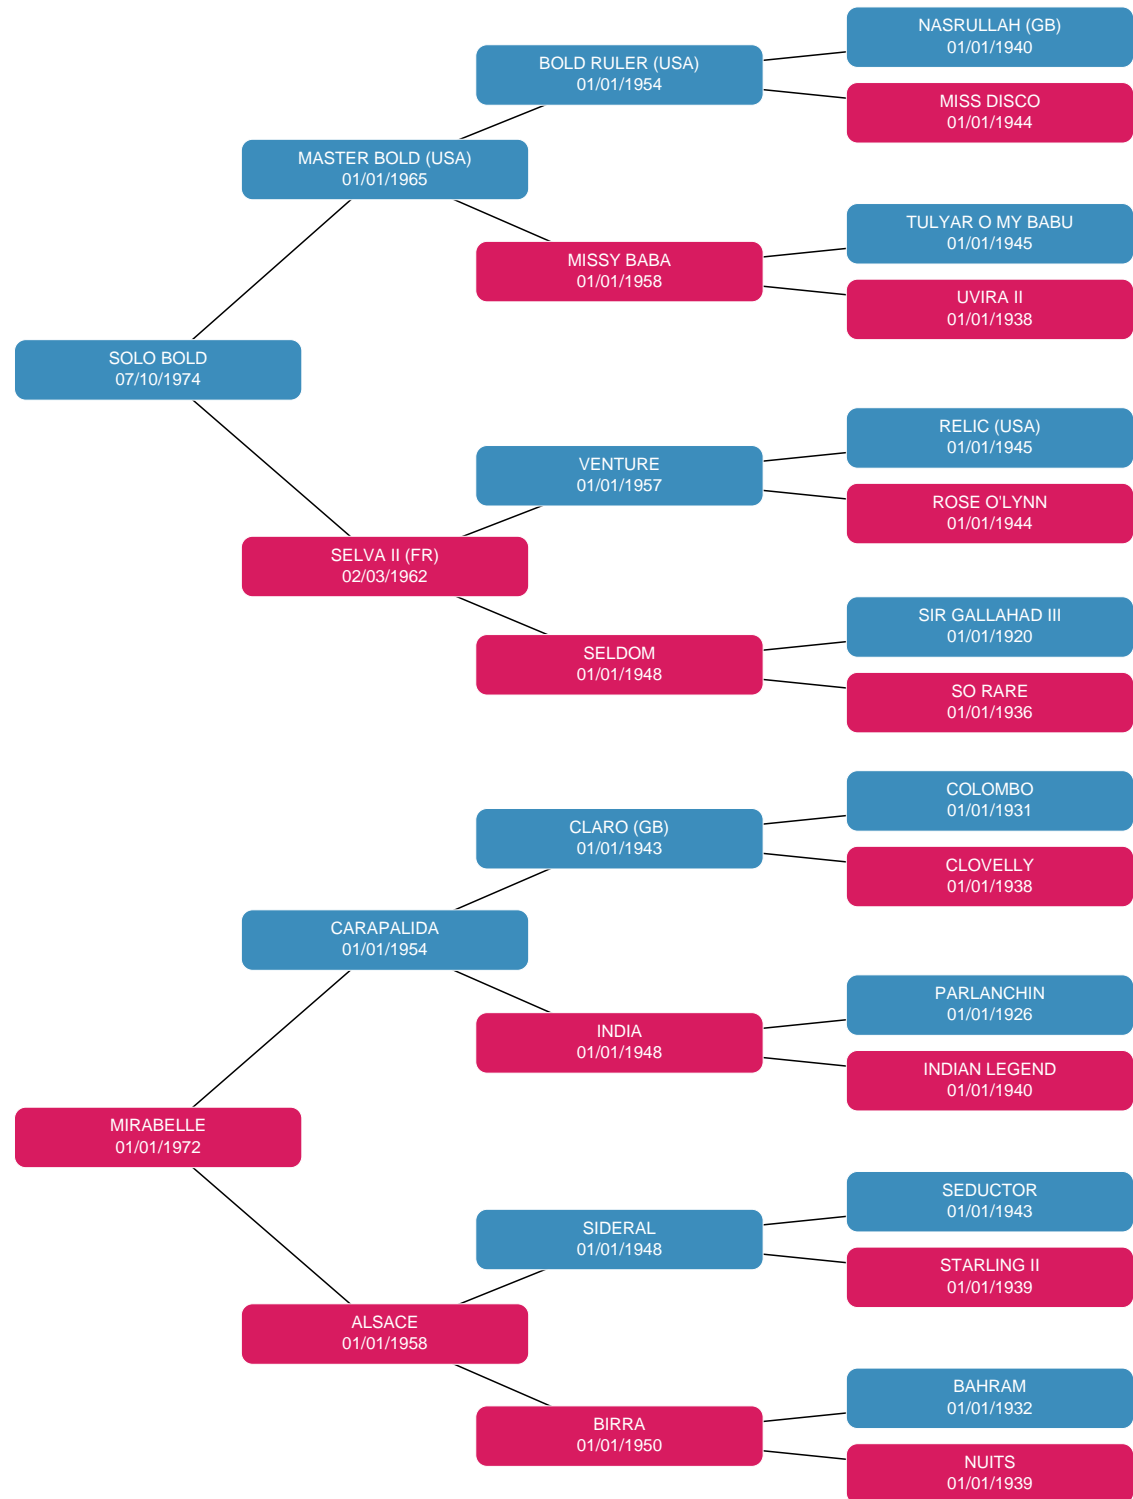 NASRULLAH (GB)
01/01/1940
BOLD RULER (USA)
01/01/1954
MISS DISCO
01/01/1944
MASTER BOLD (USA)
01/01/1965
TULYAR O MY BABU
01/01/1945
MISSY BABA
01/01/1958
UVIRA II
01/01/1938
SOLO BOLD
07/10/1974
RELIC (USA)
01/01/1945
VENTURE
01/01/1957
ROSE O'LYNN
01/01/1944
SELVA II (FR)
02/03/1962
SIR GALLAHAD III
01/01/1920
SELDOM
01/01/1948
SO RARE
01/01/1936
COLOMBO
01/01/1931
CLARO (GB)
01/01/1943
CLOVELLY
01/01/1938
CARAPALIDA
01/01/1954
PARLANCHIN
01/01/1926
INDIA
01/01/1948
INDIAN LEGEND
01/01/1940
MIRABELLE
01/01/1972
SEDUCTOR
01/01/1943
SIDERAL
01/01/1948
STARLING II
01/01/1939
ALSACE
01/01/1958
BAHRAM
01/01/1932
BIRRA
01/01/1950
NUITS
01/01/1939